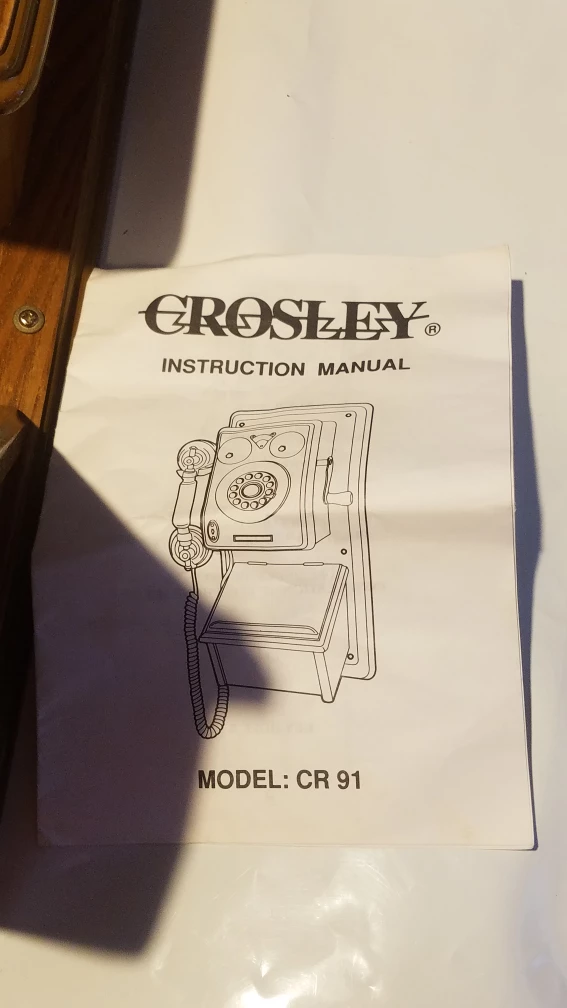 CROSLEY®
INSTRUCTION MANUAL
MODEL: CR 91